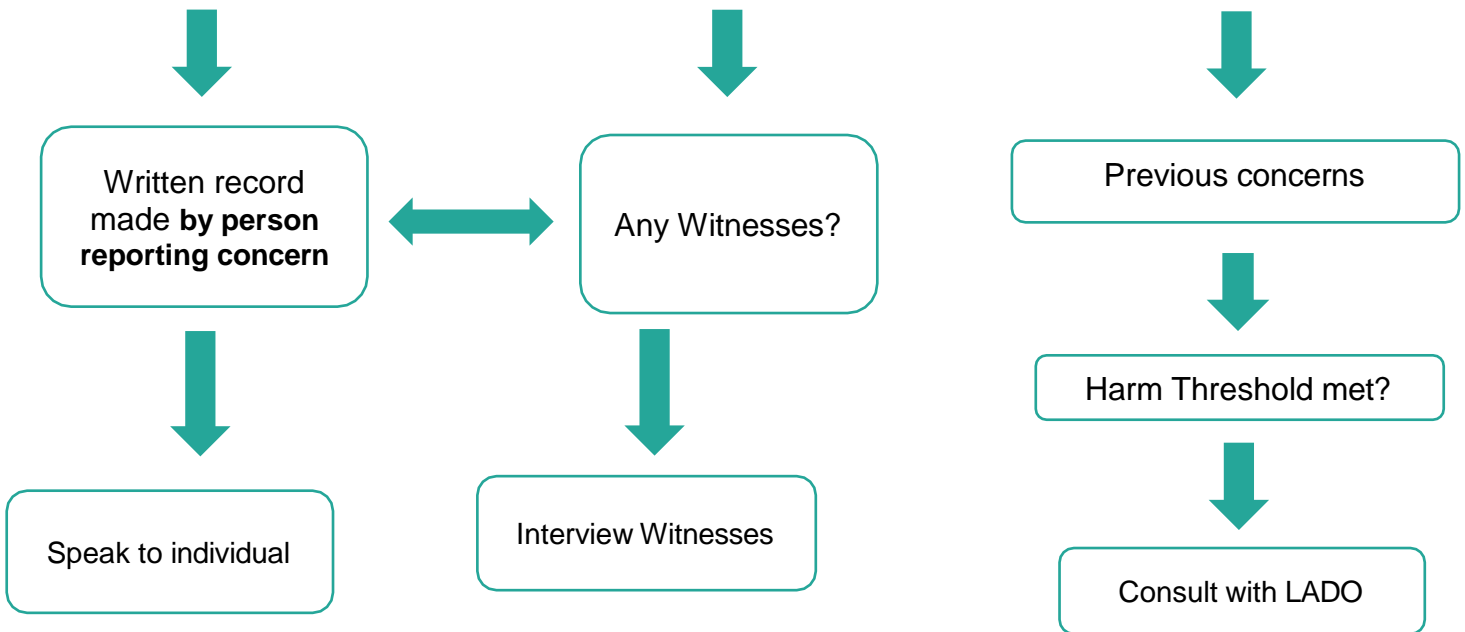 Written record
made by person
reporting concern
Any Witnesses?
Previous concerns
Harm Threshold met?
Speak to individual
Interview Witnesses
Consult with LADO